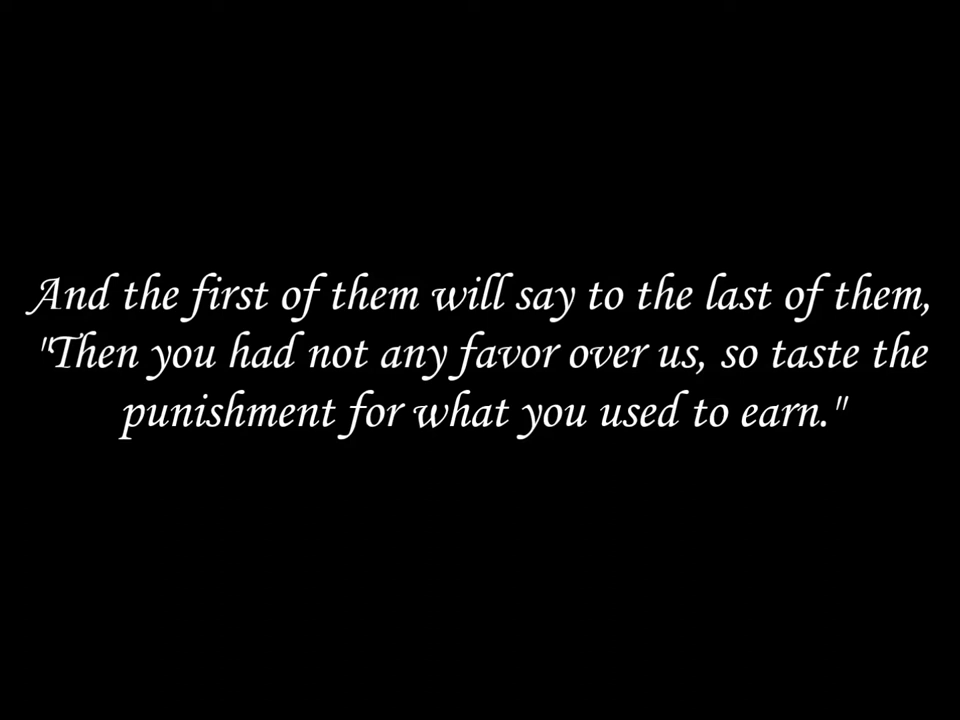 And the first of them will say to the last of them,
"Then you had not any favor over us, so taste the
punishment for what you used to earn."